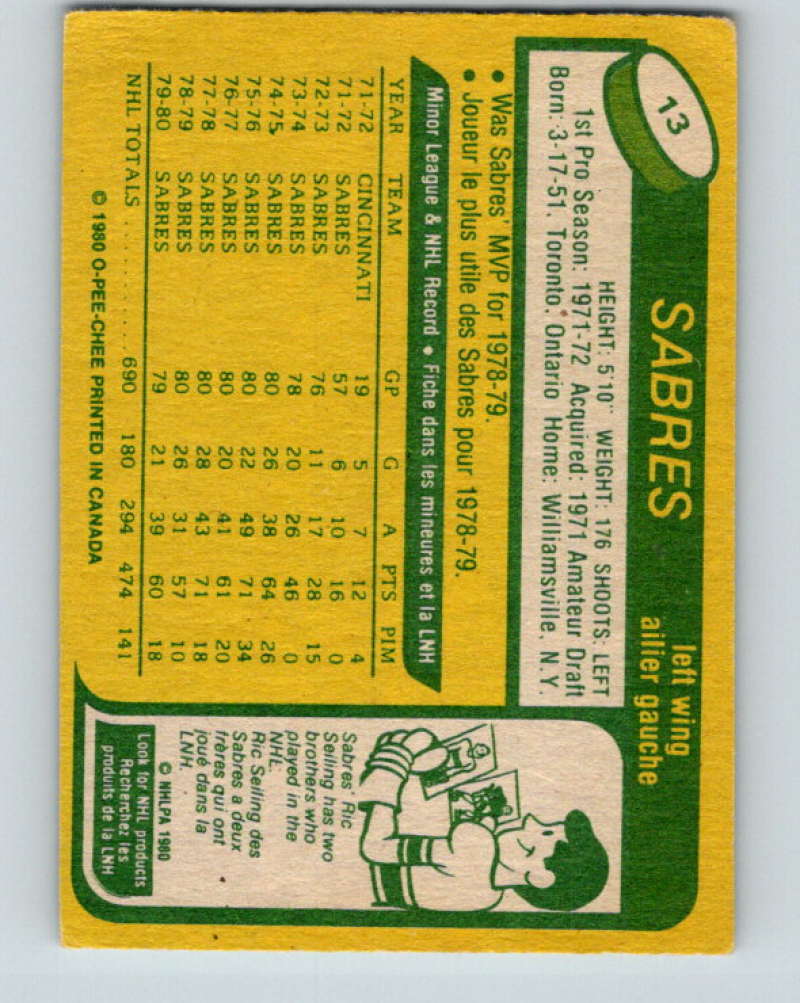 13
SABRES
left wing
ailier gauche
HEIGHT: 5'10" WEIGHT: 176 SHOOTS: LEFT
1st Pro Season: 1971-72 Acquired: 1971 Amateur Draft
Born: 3-17-51, Toronto, Ontario Home: Williamsville, N.Y.
• Was Sabres' MVP for 1978-79.
• Joueur le plus utile des Sabres pour 1978-79.
Minor League & NHL Record • Fiche dans les mineures et la LNH
YEAR TEAM GP G A PTS PIM
71-72 CINCINNATI 19 5 7 12 4
71-72 SABRES 57 6 10 16 0
72-73 SABRES 76 11 17 28 15
73-74 SABRES 78 20 26 46 0
74-75 SABRES 80 26 38 64 26
75-76 SABRES 80 22 49 71 34
76-77 SABRES 80 20 41 61 20
77-78 SABRES 80 28 43 71 18
78-79 SABRES 80 26 31 57 10
79-80 SABRES 79 21 39 60 18
NHL TOTALS .......... 690 180 294 474 141
© 1980 O-PEE-CHEE PRINTED IN CANADA
Sabres' Ric
Seiling has two
brothers who
played in the
NHL.
Ric Seiling des
Sabres a deux
frères qui ont
joué dans la
LNH.
© NHLPA 1980
Look for NHL products
Recherchez les
produits de la LNH